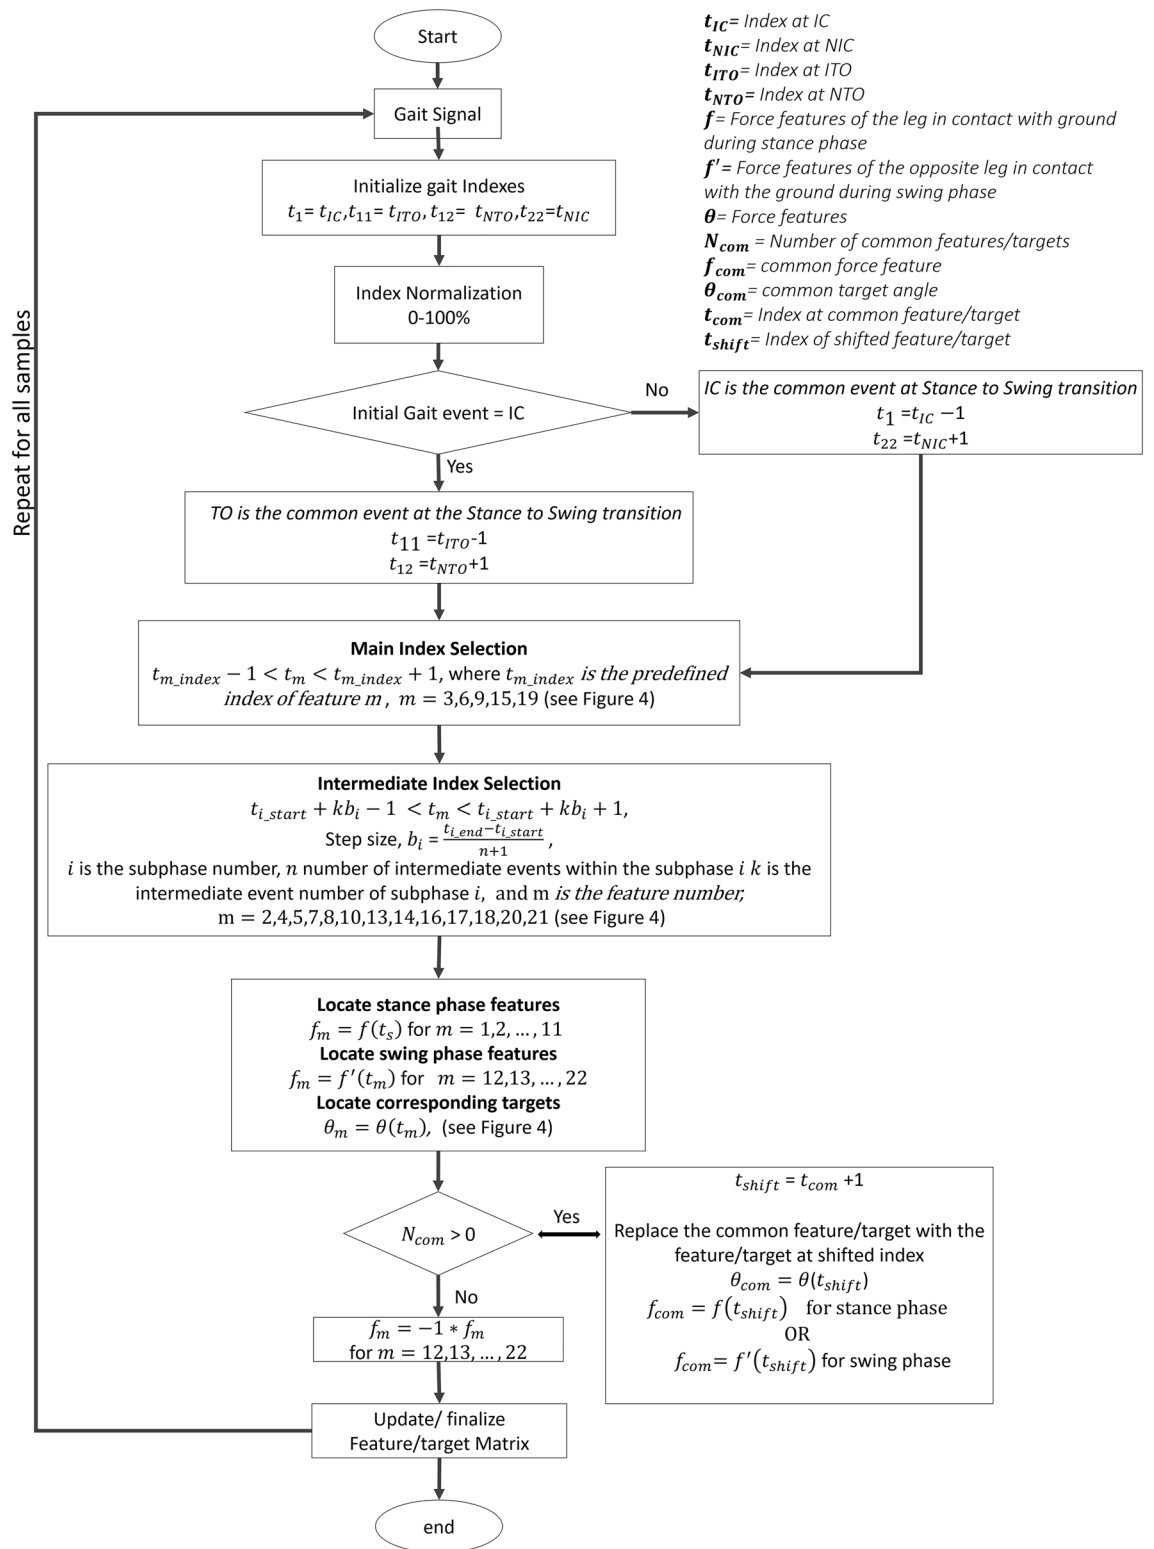 Start
Gait Signal
Initialize gait Indexes
t₁= t_IC,t₁₁= t_ITO, t₁₂= t_NTO,t₂₂=t_NIC
Index Normalization
0-100%
Initial Gait event = IC
No
Yes
IC is the common event at Stance to Swing transition
t₁ =t_IC −1
t₂₂ =t_NIC+1
TO is the common event at the Stance to Swing transition
t₁₁ =t_ITO-1
t₁₂ =t_NTO+1
Main Index Selection
t_m_index − 1 < t_m < t_m_index + 1, where t_m_index is the predefined
index of feature m , m = 3,6,9,15,19 (see Figure 4)
Intermediate Index Selection
t_i_start + kb_i − 1 < t_m < t_i_start + kb_i + 1,
Step size, b_i = (t_i_end−t_i_start)/(n+1) ,
i is the subphase number, n number of intermediate events within the subphase i k is the
intermediate event number of subphase i, and m is the feature number,
m = 2,4,5,7,8,10,13,14,16,17,18,20,21 (see Figure 4)
Locate stance phase features
f_m = f(t_s) for m = 1,2, … , 11
Locate swing phase features
f_m = f′(t_m) for m = 12,13, … , 22
Locate corresponding targets
θ_m = θ(t_m), (see Figure 4)
N_com > 0
Yes
No
t_shift = t_com +1
Replace the common feature/target with the
feature/target at shifted index
θ_com = θ(t_shift)
f_com = f(t_shift) for stance phase
OR
f_com= f′(t_shift) for swing phase
f_m = −1 * f_m
for m = 12,13, … , 22
Update/ finalize
Feature/target Matrix
end
Repeat for all samples
t_IC= Index at IC
t_NIC= Index at NIC
t_ITO= Index at ITO
t_NTO= Index at NTO
f= Force features of the leg in contact with ground
during stance phase
f′= Force features of the opposite leg in contact
with the ground during swing phase
θ= Force features
N_com = Number of common features/targets
f_com= common force feature
θ_com= common target angle
t_com= Index at common feature/target
t_shift= Index of shifted feature/target